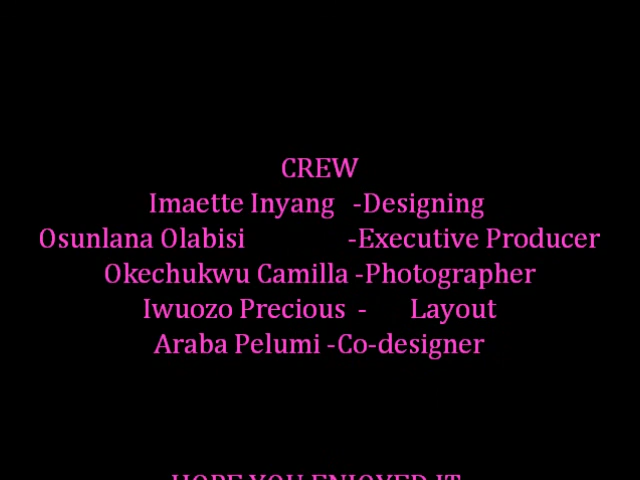 CREW
Imaette Inyang -Designing
Osunlana Olabisi -Executive Producer
Okechukwu Camilla -Photographer
Iwuozo Precious - Layout
Araba Pelumi -Co-designer
HOPE YOU ENJOYED IT